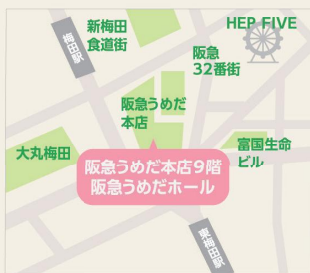 新梅田
食道街
HEP FIVE
梅田駅
阪急
32番街
阪急うめだ
本店
大丸梅田
富国生命
ビル
阪急うめだ本店9階
阪急うめだホール
東梅田駅